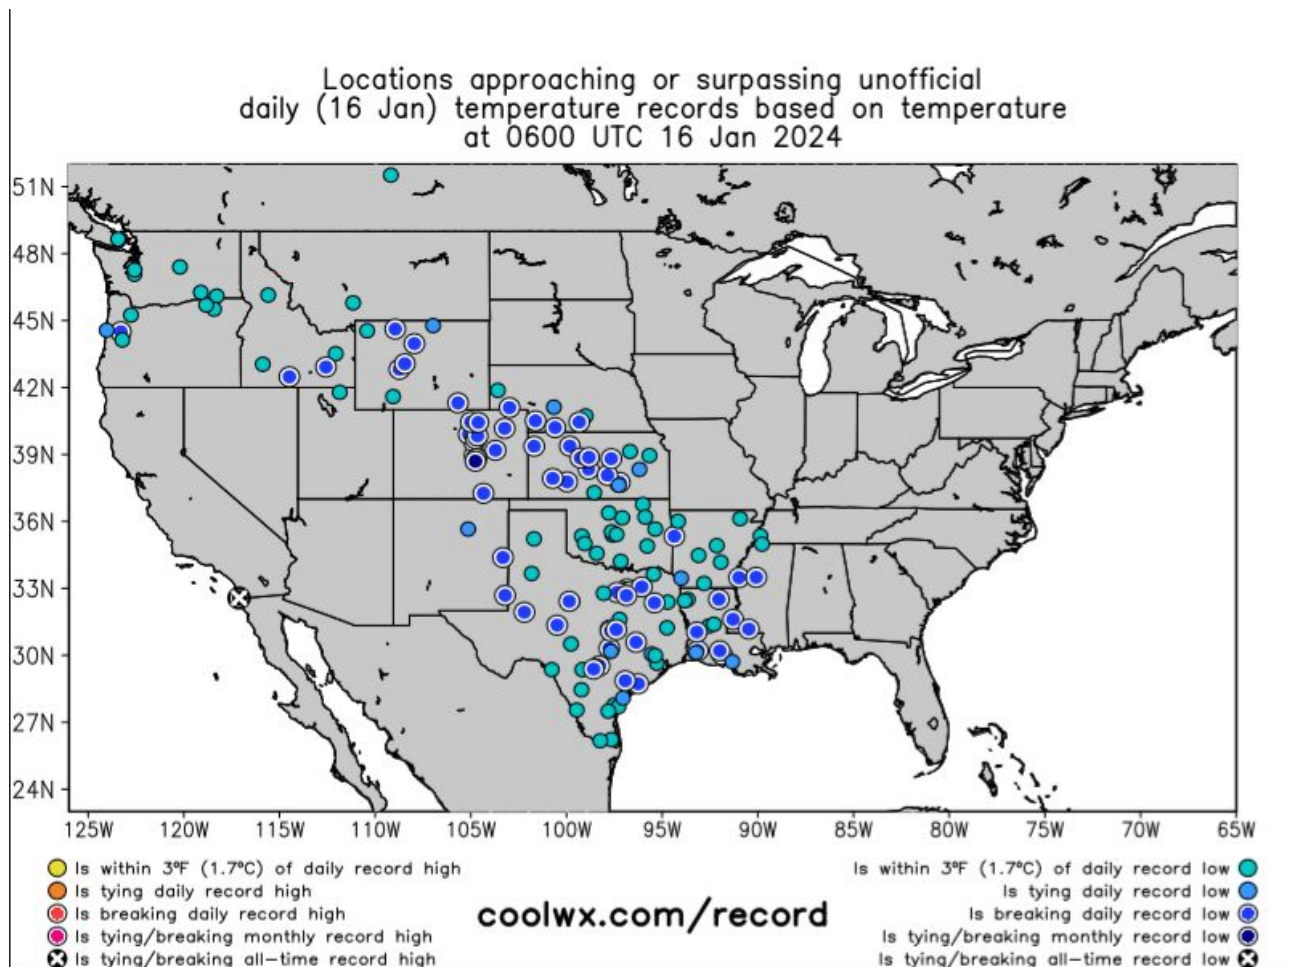 Locations approaching or surpassing unofficial
daily (16 Jan) temperature records based on temperature
at 0600 UTC 16 Jan 2024
51N
48N
45N
42N
39N
36N
33N
30N
27N
24N
125W 120W 115W 110W 105W 100W 95W 90W 85W 80W 75W 70W 65W
Is within 3ºF (1.7ºC) of daily record high
Is tying daily record high
Is breaking daily record high
Is tying/breaking monthly record high
Is tying/breaking all-time record high
coolwx.com/record
Is within 3ºF (1.7ºC) of daily record low
Is tying daily record low
Is breaking daily record low
Is tying/breaking monthly record low
Is tying/breaking all-time record low